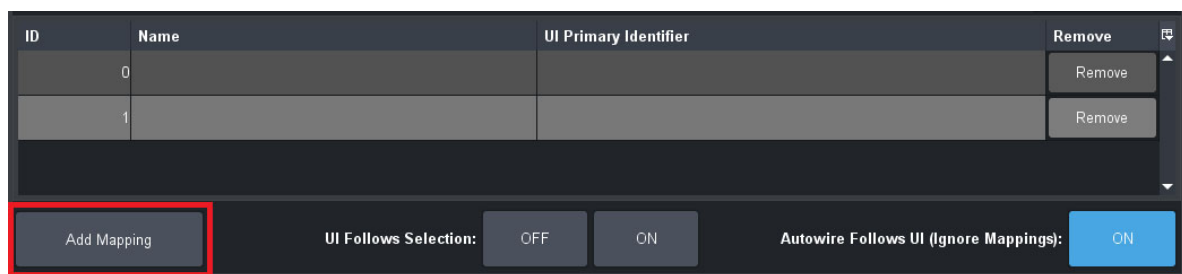 ID Name UI Primary Identifier Remove
0 Remove
1 Remove
Add Mapping UI Follows Selection: OFF ON Autowire Follows UI (Ignore Mappings): ON